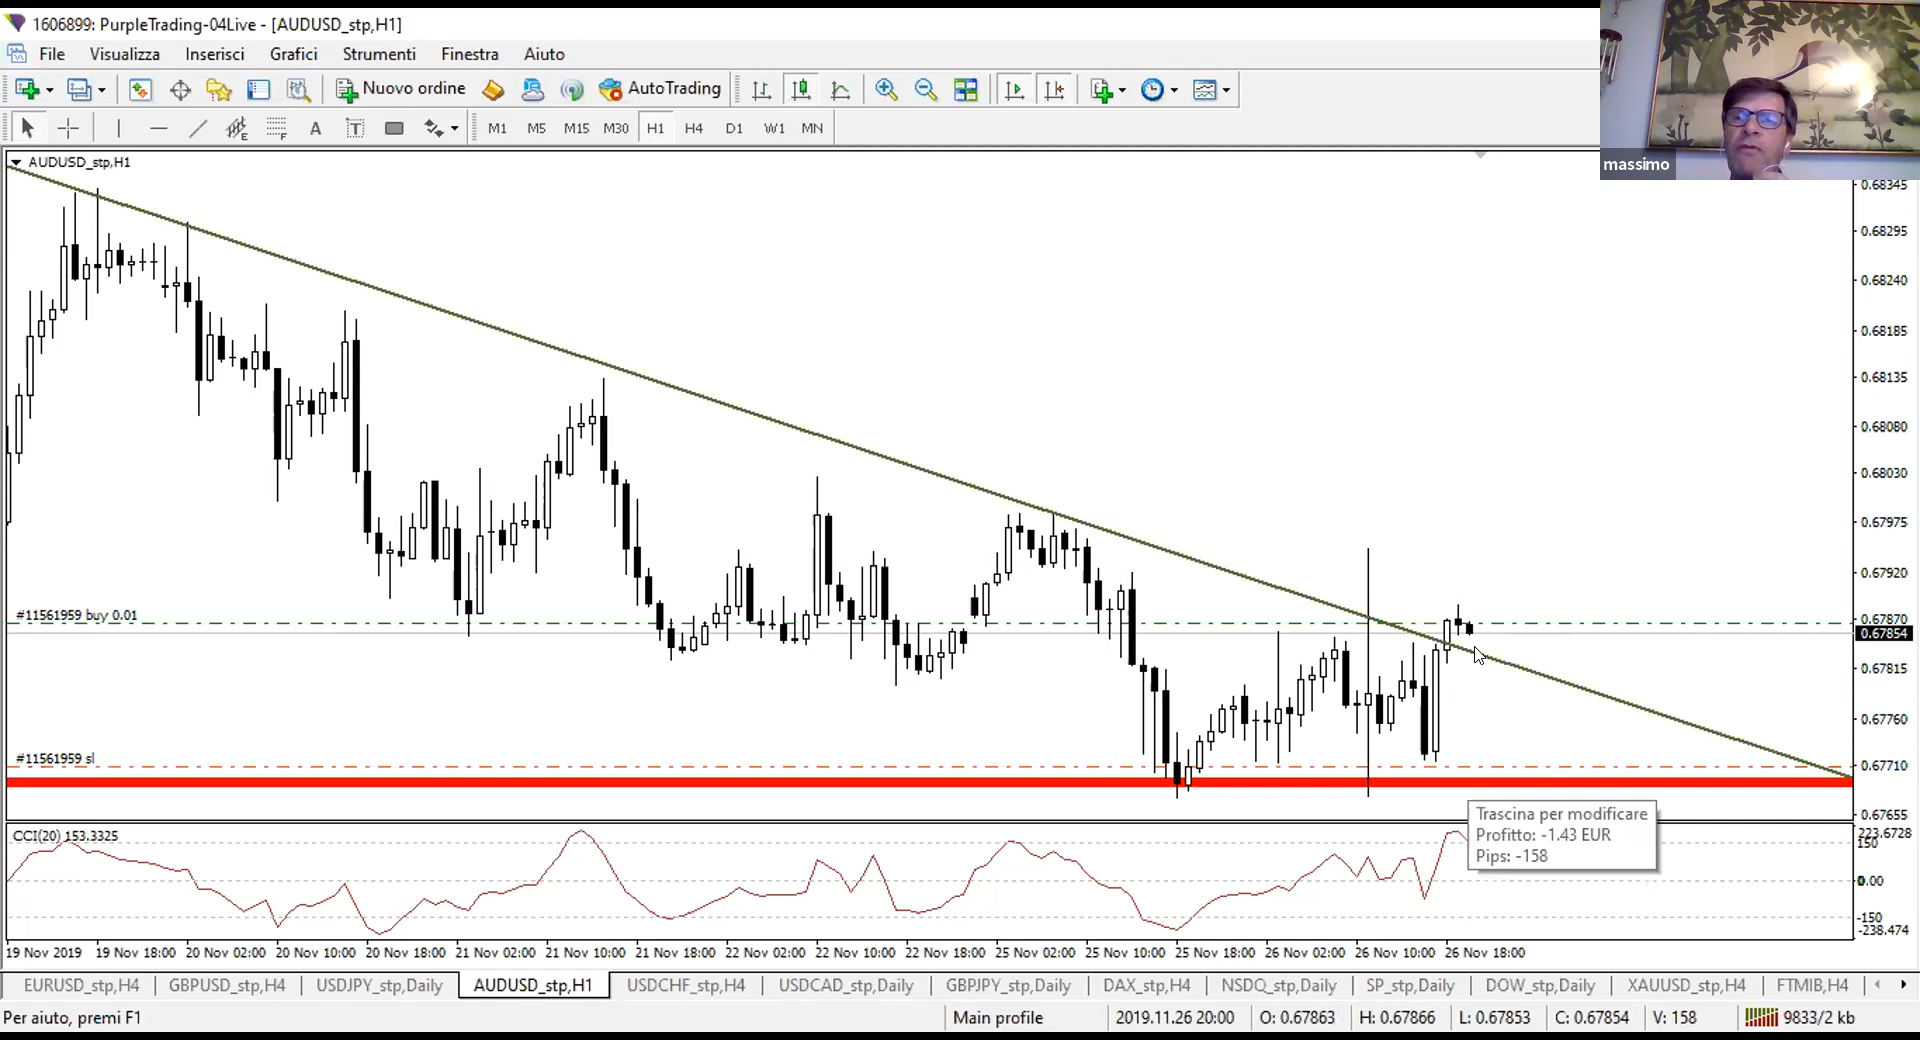 1606899: PurpleTrading-04Live - [AUDUSD_stp,H1]
File Visualizza Inserisci Grafici Strumenti Finestra Aiuto
Nuovo ordine AutoTrading
A T M1 M5 M15 M30 H1 H4 D1 W1 MN
massimo
AUDUSD_stp,H1
0.68345
0.68295
0.68240
0.68185
0.68135
0.68080
0.68030
0.67975
0.67920
#11561959 buy 0.01
0.67870
0.67854
0.67815
0.67760
#11561959 sl
0.67710
0.67655
Trascina per modificare
Profitto: -1.43 EUR
Pips: -158
CCI(20) 153.3325
223.6728
150
0.00
-150
-238.474
19 Nov 2019 19 Nov 18:00 20 Nov 02:00 20 Nov 10:00 20 Nov 18:00 21 Nov 02:00 21 Nov 10:00 21 Nov 18:00 22 Nov 02:00 22 Nov 10:00 22 Nov 18:00 25 Nov 02:00 25 Nov 10:00 25 Nov 18:00 26 Nov 02:00 26 Nov 10:00 26 Nov 18:00
EURUSD_stp,H4 GBPUSD_stp,H4 USDJPY_stp,Daily AUDUSD_stp,H1 USDCHF_stp,H4 USDCAD_stp,Daily GBPJPY_stp,Daily DAX_stp,H4 NSDQ_stp,Daily SP_stp,Daily DOW_stp,Daily XAUUSD_stp,H4 FTMIB,H4
Per aiuto, premi F1 Main profile 2019.11.26 20:00 O: 0.67863 H: 0.67866 L: 0.67853 C: 0.67854 V: 158 9833/2 kb